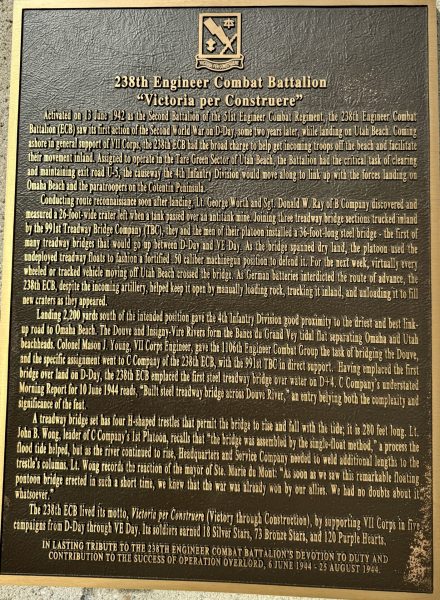 238th Engineer Combat Battalion
"Victoria per Construere"
Activated on 13 June 1942 as the Second Battalion of the 51st Engineer Combat Regiment, the 238th Engineer Combat
Battalion (ECB) saw its first action of the Second World War on D-Day, some two years later, while landing on Utah Beach. Coming
ashore in general support of VII Corps, the 238th ECB had the broad charge to help get incoming troops off the beach and facilitate
their movement inland. Assigned to operate in the Tare Green Sector of Utah Beach, the Battalion had the critical task of clearing
and maintaining exit road U-5, the causeway the 4th Infantry Division would move along to link up with the forces landing on
Omaha Beach and the paratroopers on the Cotentin Peninsula.
Conducting route reconnaissance soon after landing, Lt. George Worth and Sgt. Donald W. Ray of B Company discovered and
measured a 26-foot-wide crater left when a tank passed over an antitank mine. Joining three treadway bridge sections trucked inland
by the 991st Treadway Bridge Company (TBC), they and the men of their platoon installed a 36-foot-long steel bridge - the first of
many treadway bridges that would go up between D-Day and VE Day. As the bridge spanned dry land, the platoon used the
undeployed treadway floats to fashion a fortified .50 caliber machinegun position to defend it. For the next week, virtually every
wheeled or tracked vehicle moving off Utah Beach crossed the bridge. As German batteries interdicted the route of advance, the
238th ECB, despite the incoming artillery, helped keep it open by manually loading rock, trucking it inland, and unloading it to fill
new craters as they appeared.
Landing 2,200 yards south of the intended position gave the 4th Infantry Division good proximity to the driest and best link-
up road to Omaha Beach. The Douve and Insigny-Vire Rivers form the Bancs du Grand Vey tidal flat separating Omaha and Utah
beachheads. Colonel Mason J. Young, VII Corps Engineer, gave the 1106th Engineer Combat Group the task of bridging the Douve,
and the specific assignment went to C Company of the 238th ECB, with the 991st TBC in direct support. Having emplaced the first
bridge over land on D-Day, the 238th ECB emplaced the first steel treadway bridge over water on D+4. C Company's understated
Morning Report for 10 June 1944 reads, "Built steel treadway bridge across Douve River," an entry belying both the complexity and
significance of the feat.
A treadway bridge set has four H-shaped trestles that permit the bridge to rise and fall with the tide; it is 280 feet long. Lt.
John B. Wong, leader of C Company's 1st Platoon, recalls that "the bridge was assembled by the single-float method," a process the
flood tide helped, but as the river continued to rise, Headquarters and Service Company needed to weld additional lengths to the
trestle's columns. Lt. Wong records the reaction of the mayor of Ste. Marie du Mont: "As soon as we saw this remarkable floating
pontoon bridge erected in such a short time, we knew that the war was already won by our allies. We had no doubts about it
whatsoever."
The 238th ECB lived its motto, Victoria per Construere (Victory through Construction), by supporting VII Corps in five
campaigns from D-Day through VE Day. Its soldiers earned 18 Silver Stars, 73 Bronze Stars, and 120 Purple Hearts.
IN LASTING TRIBUTE TO THE 238TH ENGINEER COMBAT BATTALION'S DEVOTION TO DUTY AND
CONTRIBUTION TO THE SUCCESS OF OPERATION OVERLORD, 6 JUNE 1944 - 25 AUGUST 1944.